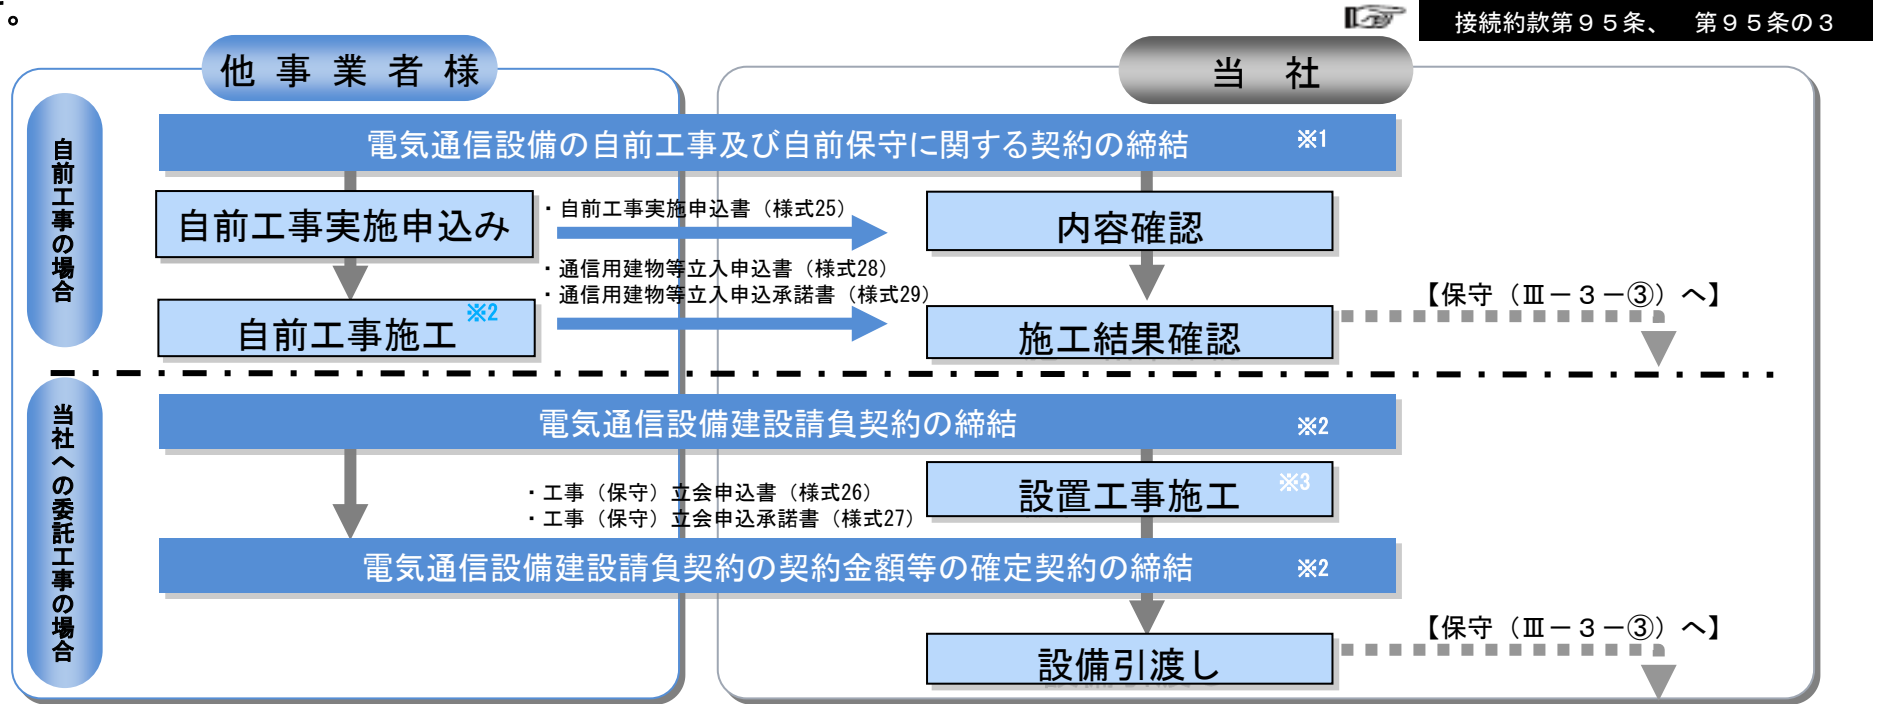 す。
接続約款第９５条、　第９５条の３
他事業者様
当　社
自前工事の場合
電気通信設備の自前工事及び自前保守に関する契約の締結　※1
自前工事実施申込み
・自前工事実施申込書（様式25）
内容確認
・通信用建物等立入申込書（様式28）
・通信用建物等立入申込承諾書（様式29）
自前工事施工　※2
施工結果確認
【保守（Ⅲ－３－③）へ】
当社への委託工事の場合
電気通信設備建設請負契約の締結　※2
・工事（保守）立会申込書（様式26）
・工事（保守）立会申込承諾書（様式27）
設置工事施工　※3
電気通信設備建設請負契約の契約金額等の確定契約の締結　※2
設備引渡し
【保守（Ⅲ－３－③）へ】